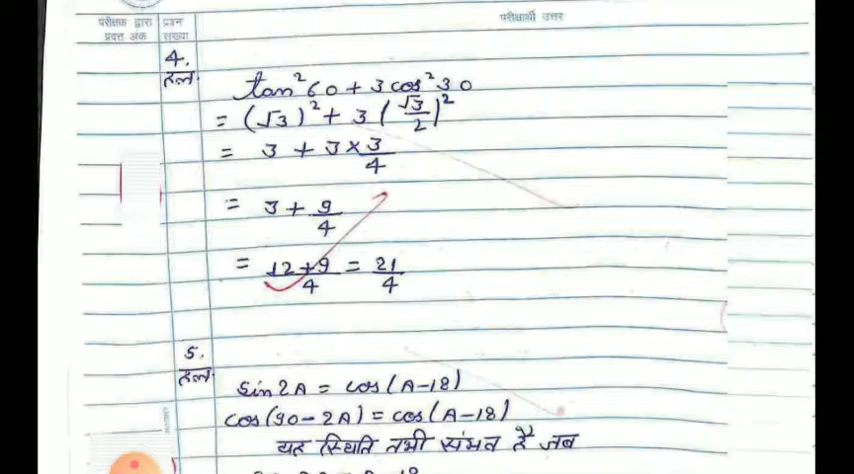 परीक्षक द्वारा प्रदत्त अंक
प्रश्न संख्या
परीक्षार्थी उत्तर
4.
हल
tan²60 + 3cos²30
= (√3)² + 3(√3/2)²
= 3 + 3×3/4
= 3 + 9/4
= 12+9/4 = 21/4
5.
हल
sin2A = cos(A-18)
cos(90-2A) = cos(A-18)
यह स्थिति तभी संभव है जब